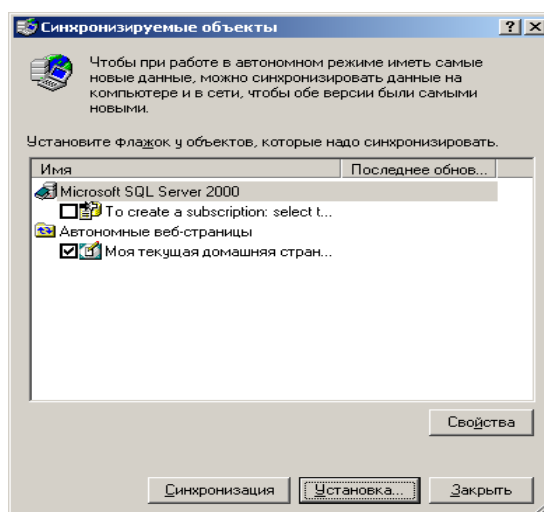 Синхронизируемые объекты
Чтобы при работе в автономном режиме иметь самые
новые данные, можно синхронизировать данные на
компьютере и в сети, чтобы обе версии были самыми
новыми.
Установите флажок у объектов, которые надо синхронизировать.
Имя Последнее обнов...
Microsoft SQL Server 2000
To create a subscription: select t...
Автономные веб-страницы
Моя текущая домашняя стран...
Свойства
Синхронизация Установка... Закрыть